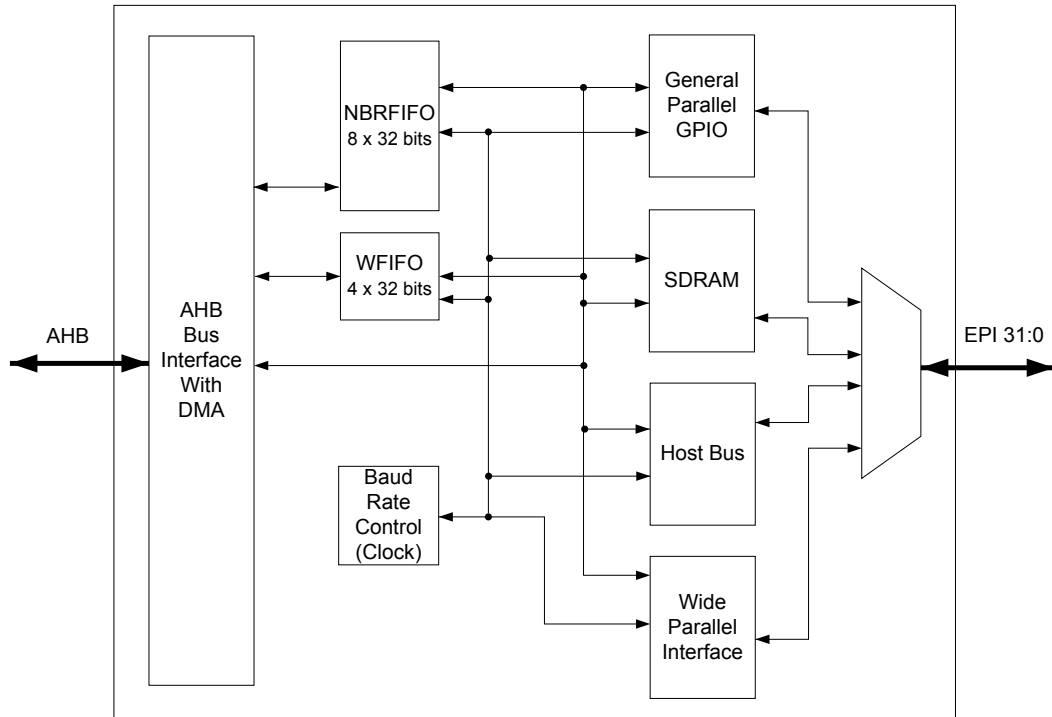 AHB
AHB
Bus
Interface
With
DMA
NBRFIFO
8 x 32 bits
WFIFO
4 x 32 bits
Baud
Rate
Control
(Clock)
General
Parallel
GPIO
SDRAM
Host Bus
Wide
Parallel
Interface
EPI 31:0